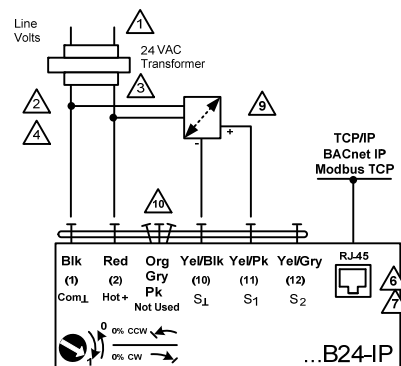 Line
Volts
1
24 VAC
Transformer
2
3
4
9
+
-
TCP/IP
BACnet IP
Modbus TCP
10
Blk Red Org Yel/Blk Yel/Pk Yel/Gry RJ-45
(1) (2) Gry (10) (11) (12)
Pk
Com⊥ Hot+ Not Used S⊥ S1 S2
6
7
0 0% CCW
1 0% CW
...B24-IP